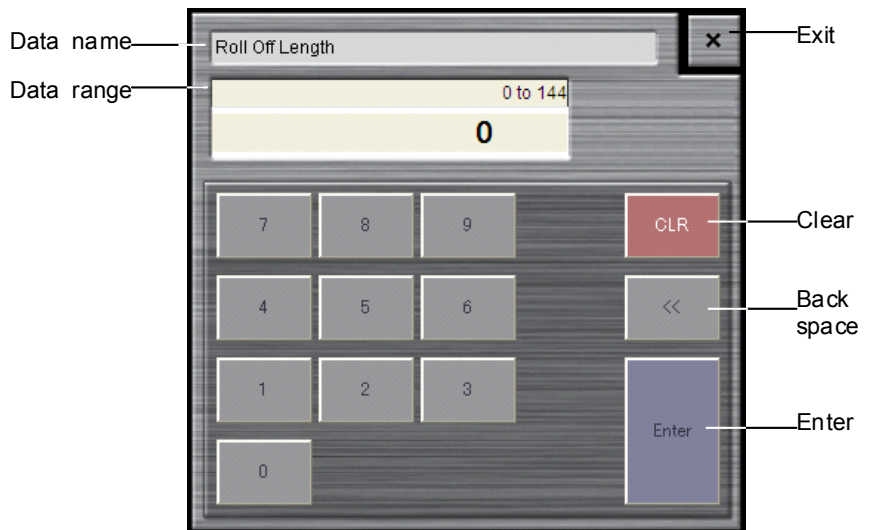 Data name
Roll Off Length
×
Exit
Data range
0 to 144
0
7
8
9
CLR
Clear
4
5
6
<<
Back
space
1
2
3
Enter
Enter
0